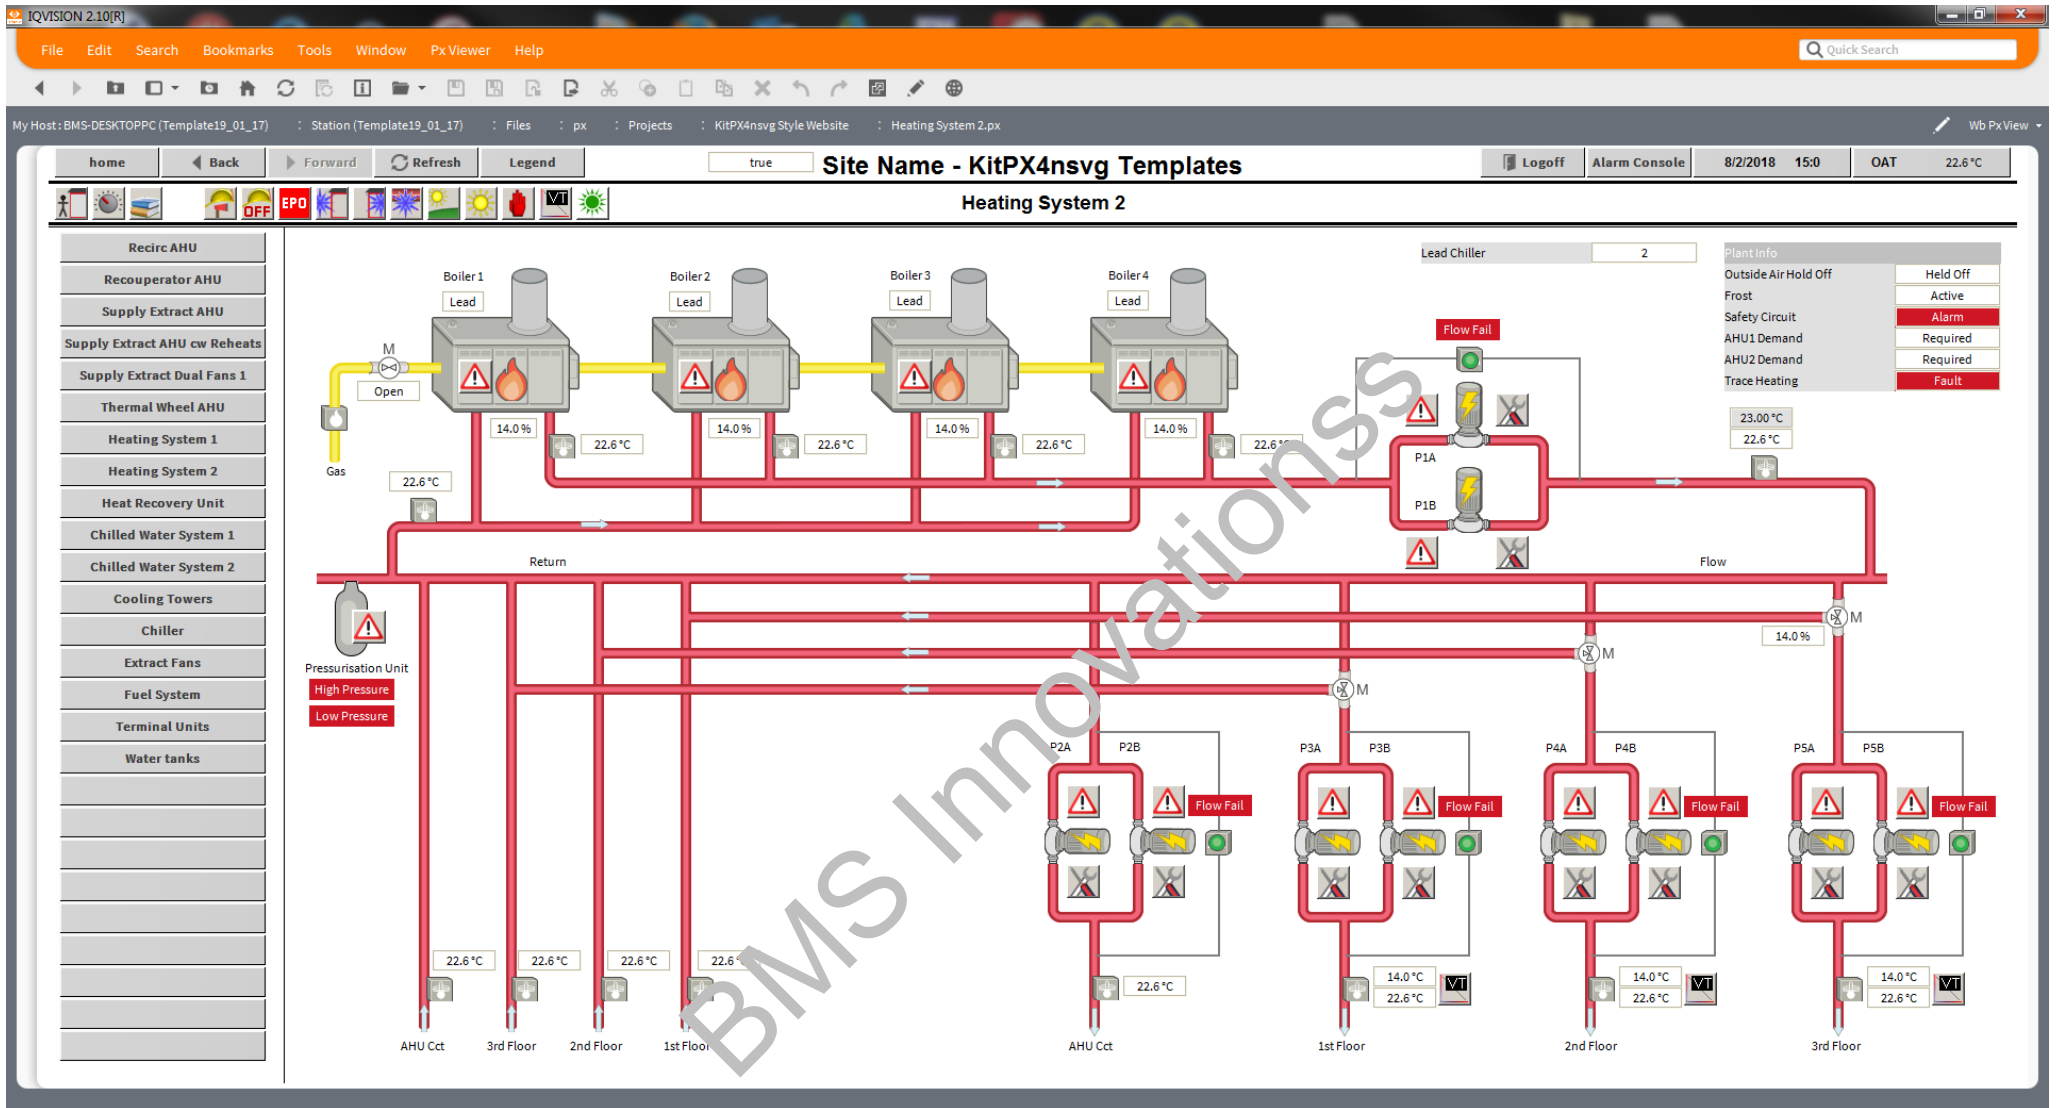 IQVISION 2.10[R]
File Edit Search Bookmarks Tools Window Px Viewer Help
Quick Search
My Host : BMS-DESKTOPPC (Template19_01_17) : Station (Template19_01_17) : Files : px : Projects : KitPX4nsvg Style Website : Heating System 2.px
Wb Px View
home Back Forward Refresh Legend
true
Site Name - KitPX4nsvg Templates
Logoff Alarm Console 8/2/2018 15:0 OAT 22.6 °C
OFF EPO VT
Heating System 2
Recirc AHU
Recouperator AHU
Supply Extract AHU
Supply Extract AHU cw Reheats
Supply Extract Dual Fans 1
Thermal Wheel AHU
Heating System 1
Heating System 2
Heat Recovery Unit
Chilled Water System 1
Chilled Water System 2
Cooling Towers
Chiller
Extract Fans
Fuel System
Terminal Units
Water tanks
Lead Chiller 2
Plant Info
Outside Air Hold Off Held Off
Frost Active
Safety Circuit Alarm
AHU1 Demand Required
AHU2 Demand Required
Trace Heating Fault
Boiler 1 Boiler 2 Boiler 3 Boiler 4
Lead Lead Lead Lead
Flow Fail
M
Open
Gas
14.0 % 14.0 % 14.0 % 14.0 %
22.6 °C 22.6 °C 22.6 °C 22.6 °C
22.6 °C
P1A
P1B
23.00 °C
22.6 °C
Return
Flow
M
14.0 %
M
M
Pressurisation Unit
High Pressure
Low Pressure
P2A P2B P3A P3B P4A P4B P5A P5B
Flow Fail Flow Fail Flow Fail Flow Fail
22.6 °C 22.6 °C 22.6 °C 22.6
22.6 °C
14.0 °C VT 14.0 °C VT 14.0 °C VT
22.6 °C 22.6 °C 22.6 °C
AHU Cct 3rd Floor 2nd Floor 1st Floor
AHU Cct 1st Floor 2nd Floor 3rd Floor
BMS Innovationss